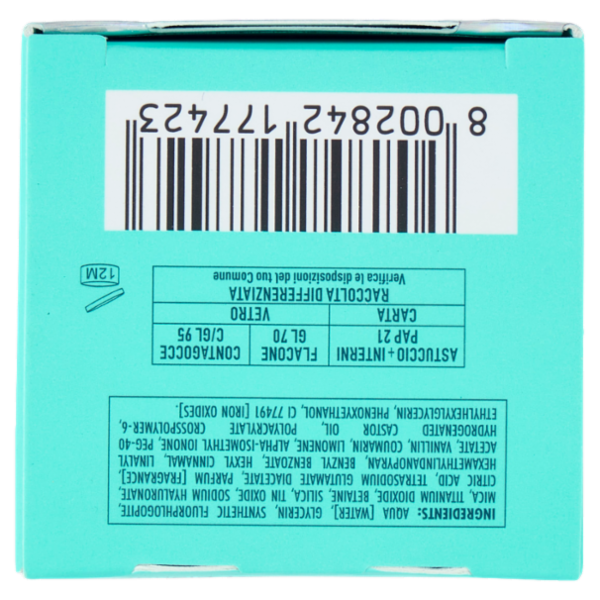 INGREDIENTS: AQUA [WATER], GLYCERIN, SYNTHETIC FLUORPHLOGOPITE,
MICA, TITANIUM DIOXIDE, BETAINE, SILICA, TIN OXIDE, SODIUM HYALURONATE,
CITRIC ACID, TETRASODIUM GLUTAMATE DIACETATE, PARFUM [FRAGRANCE],
HEXAMETHYLINDANOPYRAN, BENZYL BENZOATE, HEXYL CINNAMAL, LINALYL
ACETATE, VANILLIN, COUMARIN, LIMONENE, ALPHA-ISOMETHYL IONONE, PEG-40
HYDROGENATED CASTOR OIL, POLYACRYLATE CROSSPOLYMER-6,
ETHYLHEXYLGLYCERIN, PHENOXYETHANOL, CI 77491 [IRON OXIDES].
ASTUCCIO+INTERNI FLACONE CONTAGOCCE
PAP 21 GL 70 C/GL 95
CARTA VETRO
RACCOLTA DIFFERENZIATA
Verifica le disposizioni del tuo Comune
12M
8 002842 177423